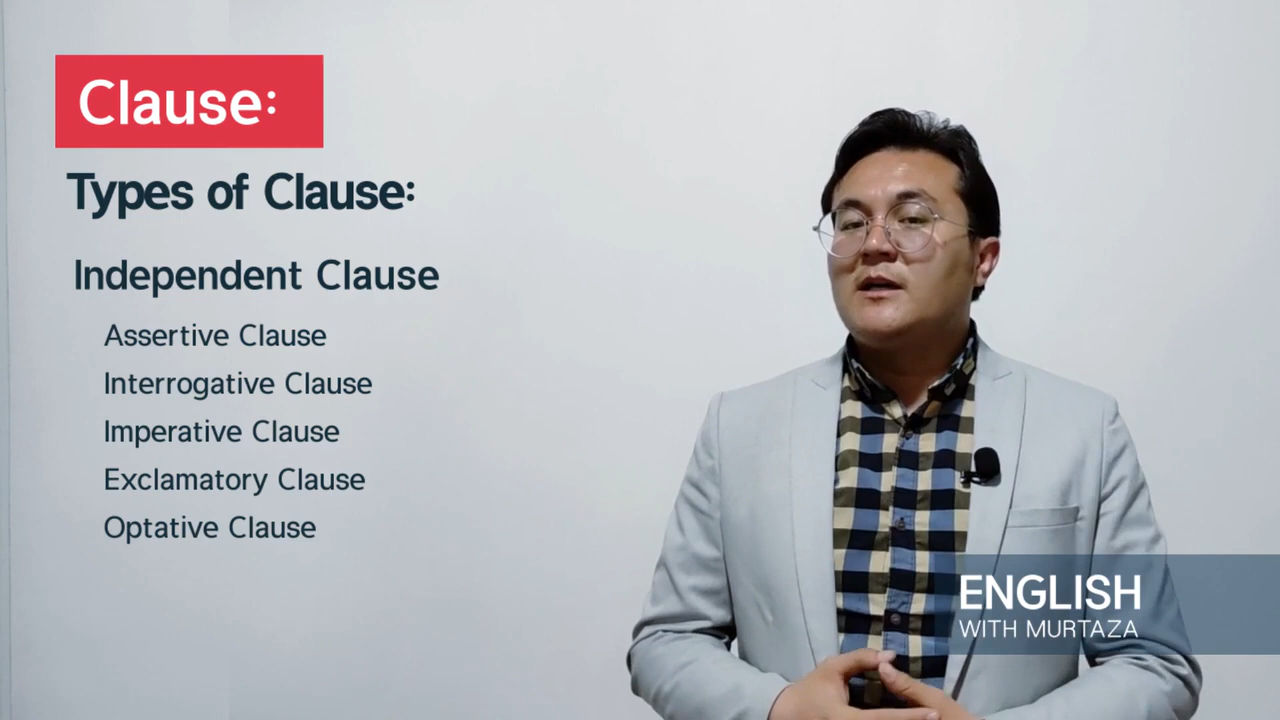 Clause:
Types of Clause:
Independent Clause
Assertive Clause
Interrogative Clause
Imperative Clause
Exclamatory Clause
Optative Clause
ENGLISH
WITH MURTAZA